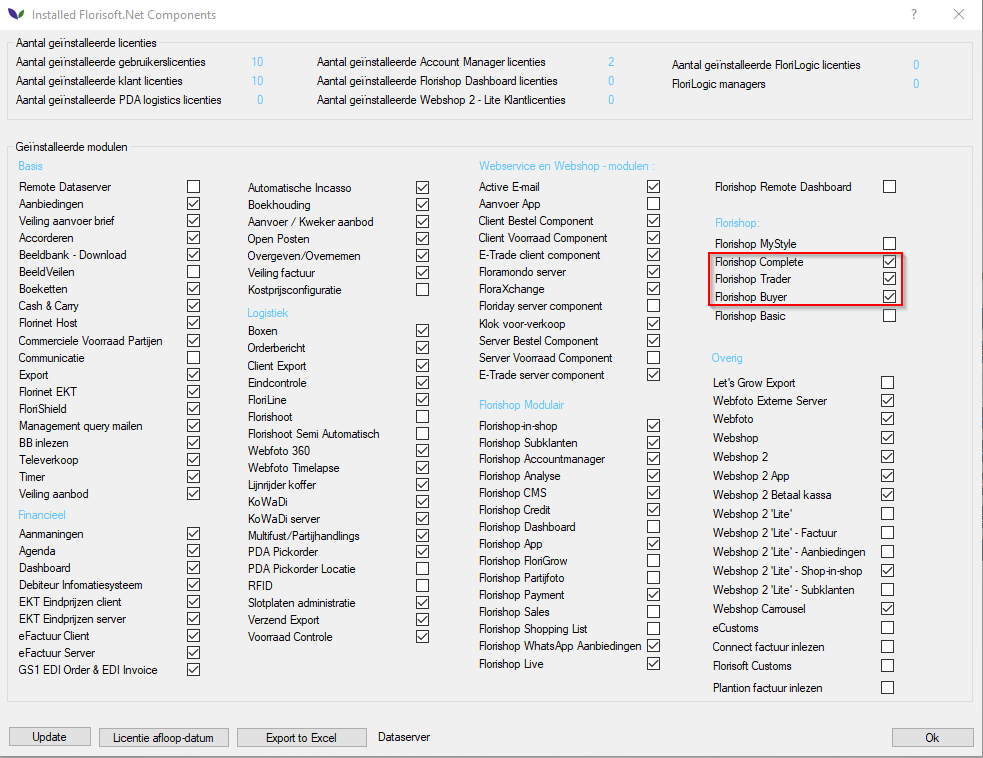 Installed Florisoft.Net Components
Aantal geïnstalleerde licenties
Aantal geïnstalleerde gebruikerslicenties 10
Aantal geïnstalleerde klant licenties 10
Aantal geïnstalleerde PDA logistics licenties 0
Aantal geïnstalleerde Account Manager licenties 2
Aantal geïnstalleerde Florishop Dashboard licenties 0
Aantal geïnstalleerde Webshop 2 - Lite Klantlicenties 0
Aantal geïnstalleerde FloriLogic licenties 0
FloriLogic managers 0
Geïnstalleerde modulen
Basis
Remote Dataserver
Aanbiedingen
Veiling aanvoer brief
Accorderen
Beeldbank - Download
BeeldVeilen
Boeketten
Cash & Carry
Florinet Host
Commerciele Voorraad Partijen
Communicatie
Export
Florinet EKT
FloriShield
Management query mailen
BB inlezen
Televerkoop
Timer
Veiling aanbod
Financieel
Aanmaningen
Agenda
Dashboard
Debiteur Infomatiesysteem
EKT Eindprijzen client
EKT Eindprijzen server
eFactuur Client
eFactuur Server
GS1 EDI Order & EDI Invoice
Automatische Incasso
Boekhouding
Aanvoer / Kweker aanbod
Open Posten
Overgeven/Overnemen
Veiling factuur
Kostprijsconfiguratie
Logistiek
Boxen
Orderbericht
Client Export
Eindcontrole
FloriLine
Florishoot
Florishoot Semi Automatisch
Webfoto 360
Webfoto Timelapse
Lijnrijder koffer
KoWaDi
KoWaDi server
Multifust/Partijhandlings
PDA Pickorder
PDA Pickorder Locatie
RFID
Slotplaten administratie
Verzend Export
Voorraad Controle
Webservice en Webshop - modulen :
Active E-mail
Aanvoer App
Client Bestel Component
Client Voorraad Component
E-Trade client component
Floramondo server
FloraXchange
Floriday server component
Klok voor-verkoop
Server Bestel Component
Server Voorraad Component
E-Trade server component
Florishop Modulair
Florishop-in-shop
Florishop Subklanten
Florishop Accountmanager
Florishop Analyse
Florishop CMS
Florishop Credit
Florishop Dashboard
Florishop App
Florishop FloriGrow
Florishop Partijfoto
Florishop Payment
Florishop Sales
Florishop Shopping List
Florishop WhatsApp Aanbiedingen
Florishop Live
Florishop Remote Dashboard
Florishop:
Florishop MyStyle
Florishop Complete
Florishop Trader
Florishop Buyer
Florishop Basic
Overig
Let's Grow Export
Webfoto Externe Server
Webfoto
Webshop
Webshop 2
Webshop 2 App
Webshop 2 Betaal kassa
Webshop 2 'Lite'
Webshop 2 'Lite' - Factuur
Webshop 2 'Lite' - Aanbiedingen
Webshop 2 'Lite' - Shop-in-shop
Webshop 2 'Lite' - Subklanten
Webshop Carrousel
eCustoms
Connect factuur inlezen
Florisoft Customs
Plantion factuur inlezen
Update
Licentie afloop-datum
Export to Excel
Dataserver
Ok